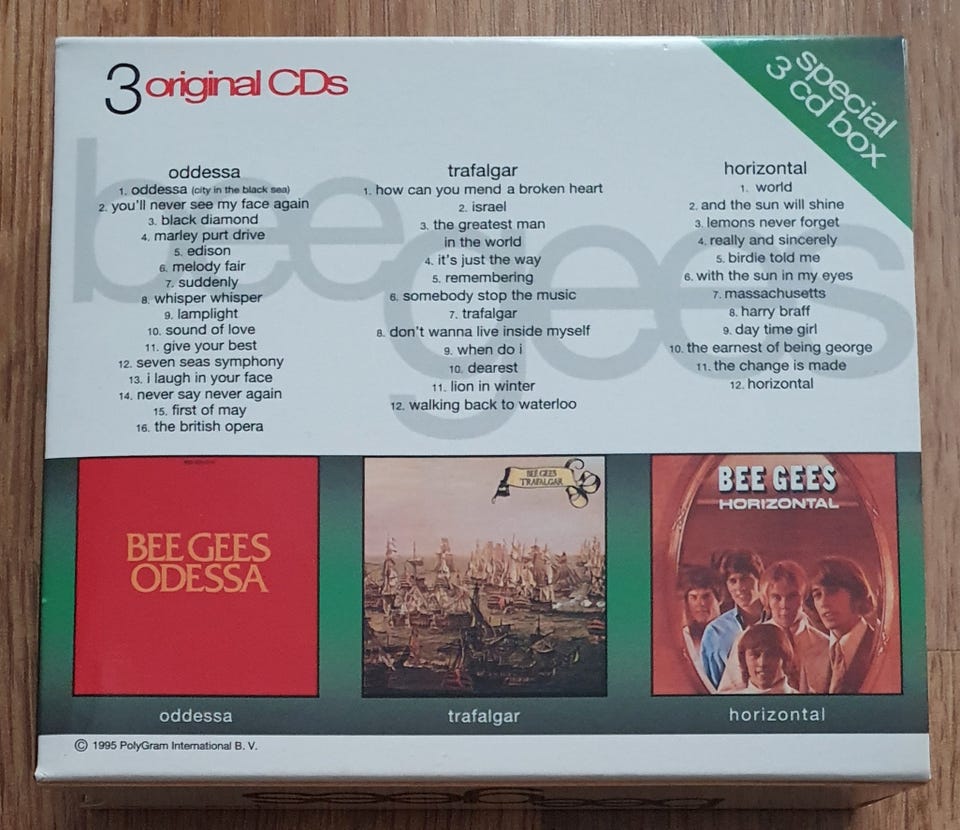 3 original CDs
special
3 cd box
bee
gees
oddessa
1. oddessa (city in the black sea)
2. you'll never see my face again
3. black diamond
4. marley purt drive
5. edison
6. melody fair
7. suddenly
8. whisper whisper
9. lamplight
10. sound of love
11. give your best
12. seven seas symphony
13. i laugh in your face
14. never say never again
15. first of may
16. the british opera
trafalgar
1. how can you mend a broken heart
2. israel
3. the greatest man
in the world
4. it's just the way
5. remembering
6. somebody stop the music
7. trafalgar
8. don't wanna live inside myself
9. when do i
10. dearest
11. lion in winter
12. walking back to waterloo
horizontal
1. world
2. and the sun will shine
3. lemons never forget
4. really and sincerely
5. birdie told me
6. with the sun in my eyes
7. massachusetts
8. harry braff
9. day time girl
10. the earnest of being george
11. the change is made
12. horizontal
BEE GEES
ODESSA
BEE GEES
TRAFALGAR
BEE GEES
HORIZONTAL
oddessa
trafalgar
horizontal
© 1995 PolyGram International B. V.
bee gees